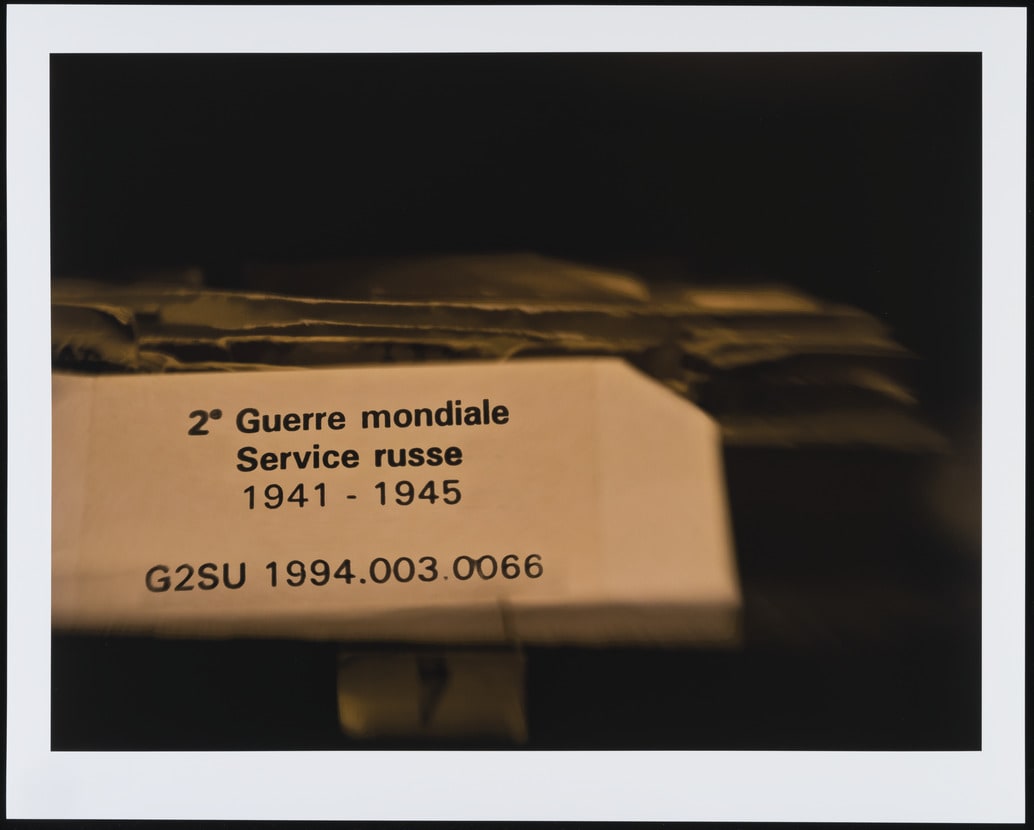 2ᵉ Guerre mondiale
Service russe
1941 - 1945
G2SU 1994.003.0066